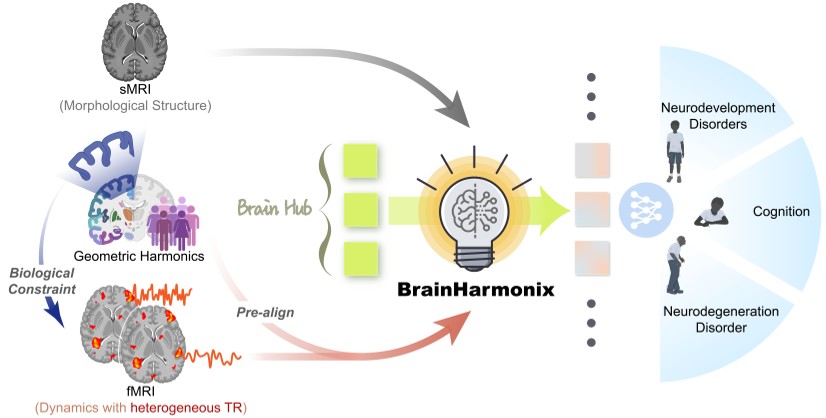 sMRI
(Morphological Structure)
Geometric Harmonics
Biological
Constraint
Pre-align
fMRI
(Dynamics with heterogeneous TR)
Brain Hub
BrainHarmonix
Neurodevelopment
Disorders
Cognition
Neurodegeneration
Disorder